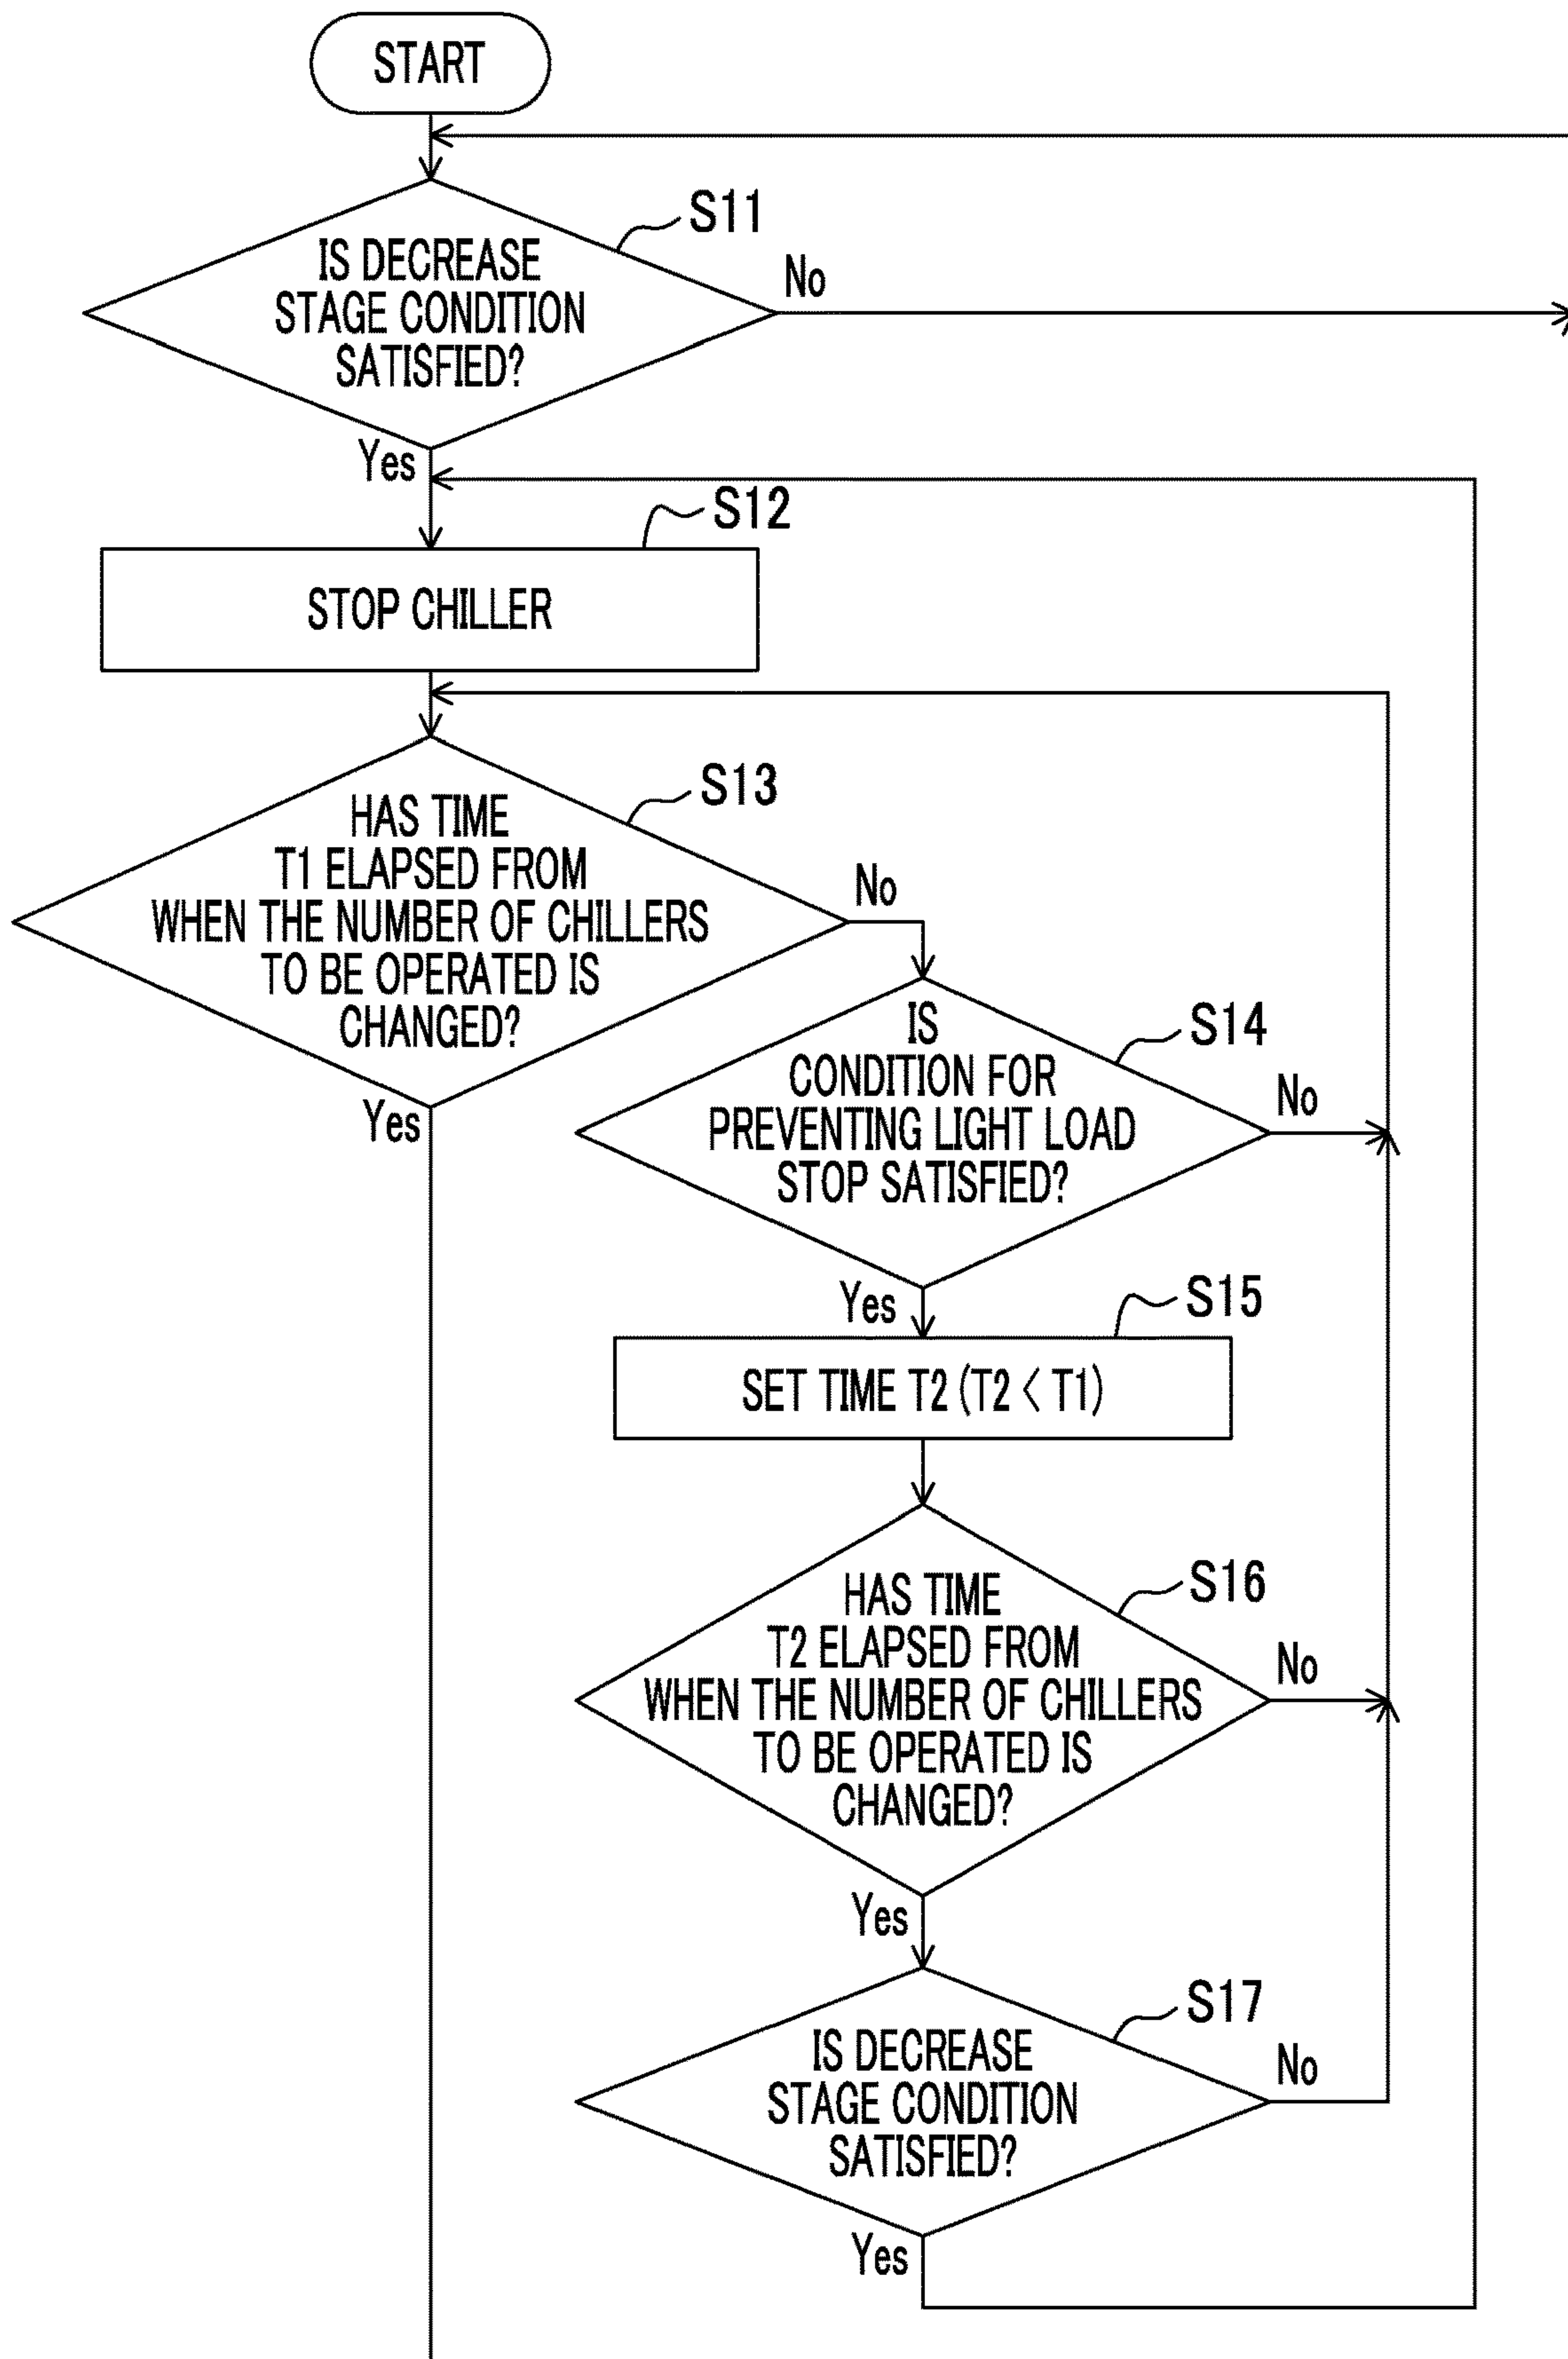 START
S11
IS DECREASE
STAGE CONDITION
SATISFIED?
No
Yes
S12
STOP CHILLER
S13
HAS TIME
T1 ELAPSED FROM
WHEN THE NUMBER OF CHILLERS
TO BE OPERATED IS
CHANGED?
No
Yes
S14
IS
CONDITION FOR
PREVENTING LIGHT LOAD
STOP SATISFIED?
No
Yes
S15
SET TIME T2 (T2 < T1)
S16
HAS TIME
T2 ELAPSED FROM
WHEN THE NUMBER OF CHILLERS
TO BE OPERATED IS
CHANGED?
No
Yes
S17
IS DECREASE
STAGE CONDITION
SATISFIED?
No
Yes